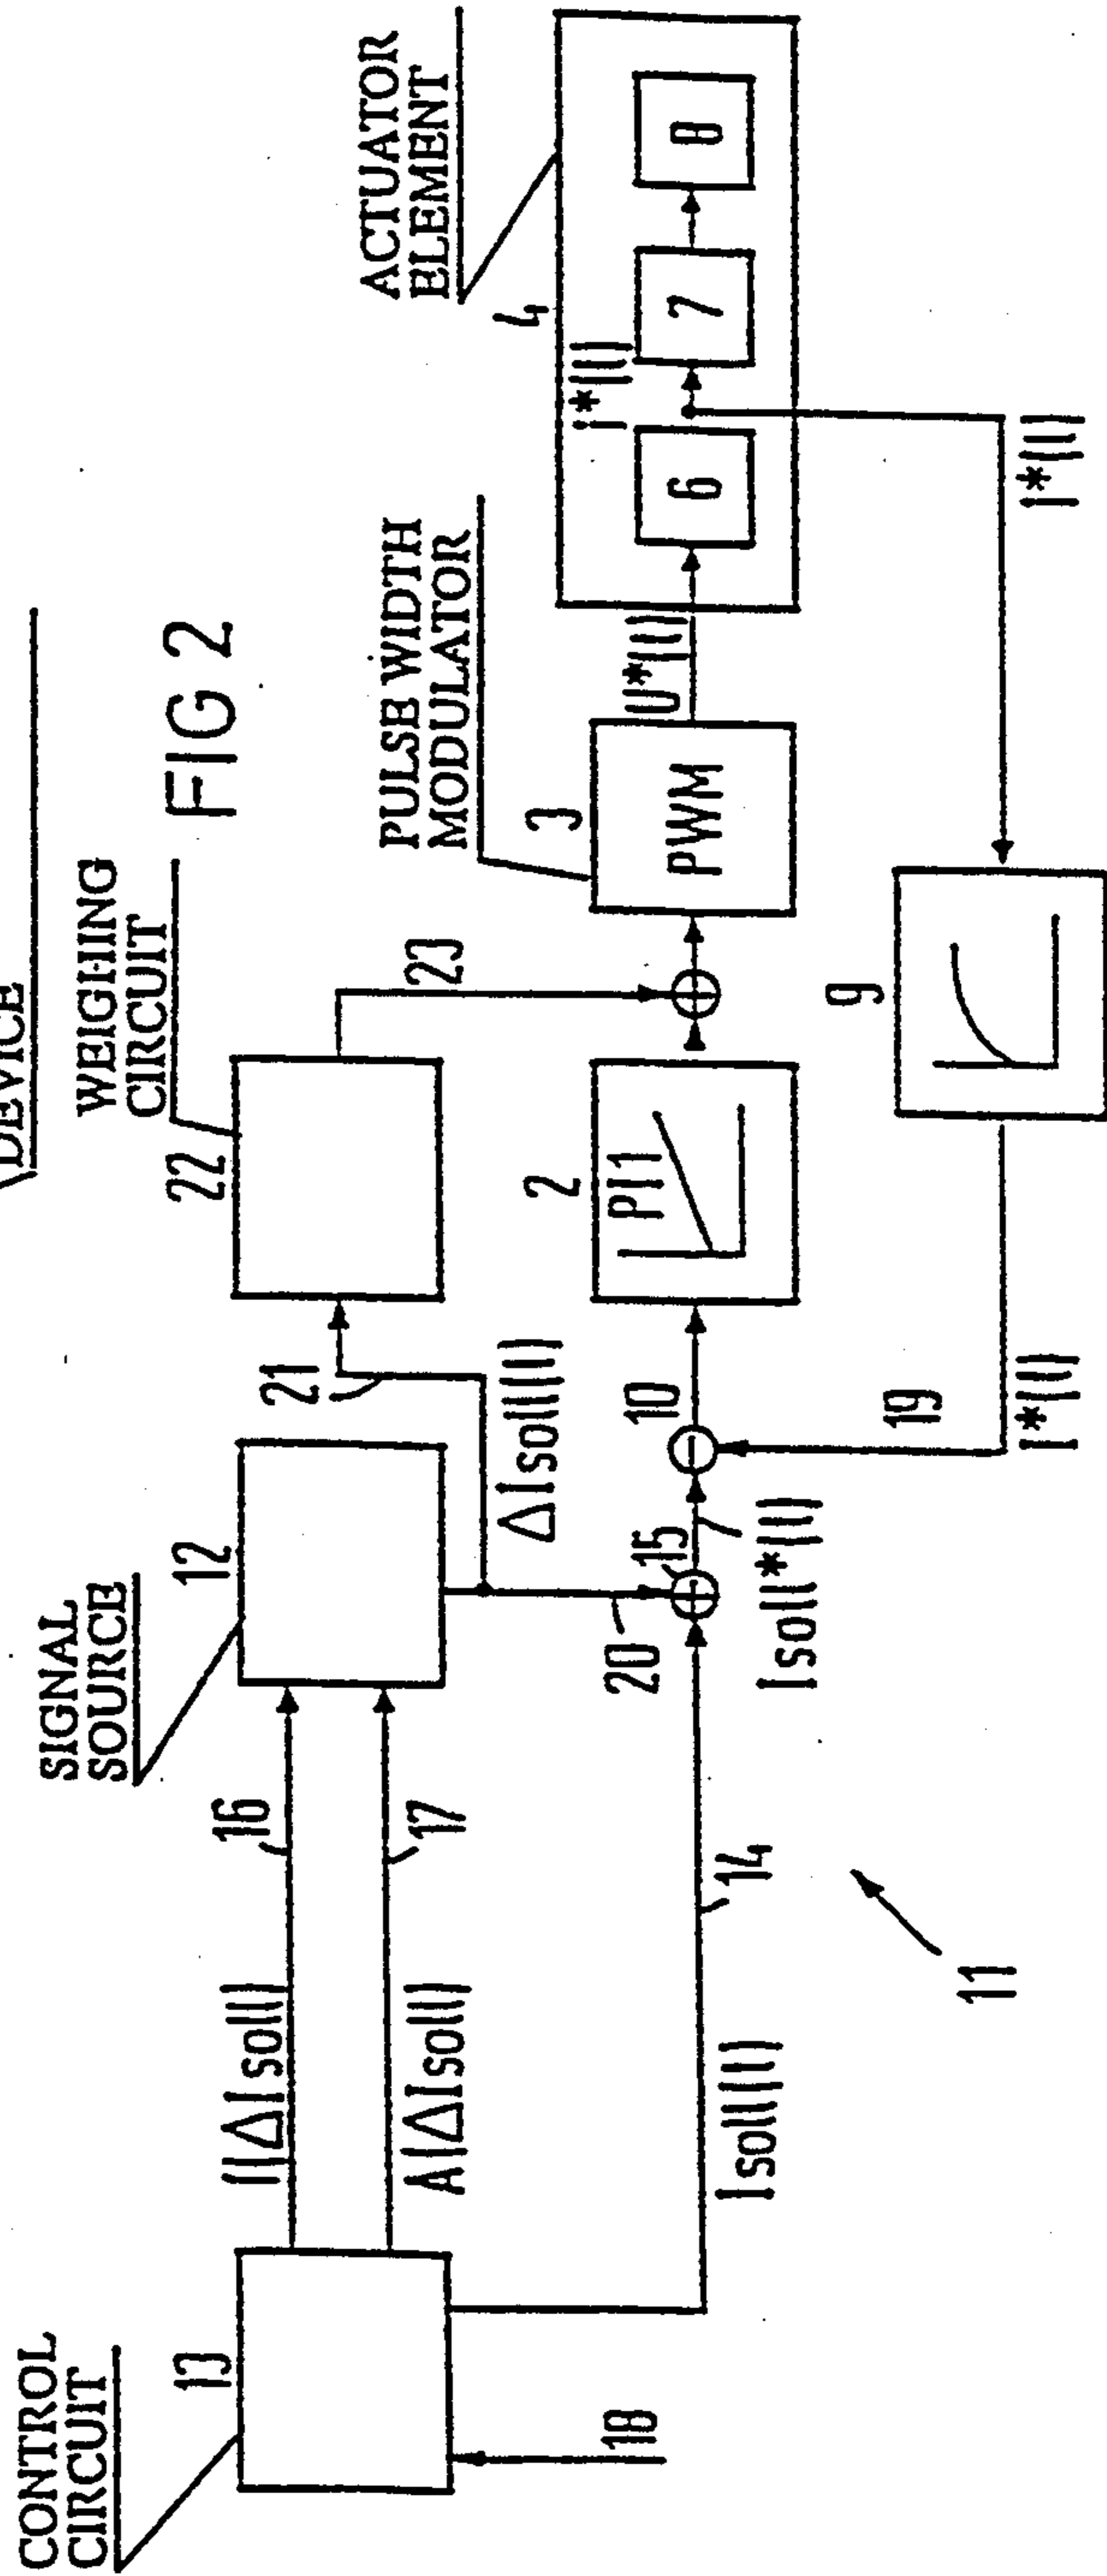 DEVICE
FIG 2
CONTROL
CIRCUIT
13
18
f(ΔIsoll)
16
A(ΔIsoll)
17
Isoll(t)
14
11
SIGNAL
SOURCE
12
20
15
Isoll*(t)
ΔIsoll(t)
21
10
19
I*(t)
WEIGHING
CIRCUIT
22
23
2
PI1
9
PULSE WIDTH
MODULATOR
3
PWM
U*(t)
ACTUATOR
ELEMENT
4
i*(t)
6
7
8
i*(t)